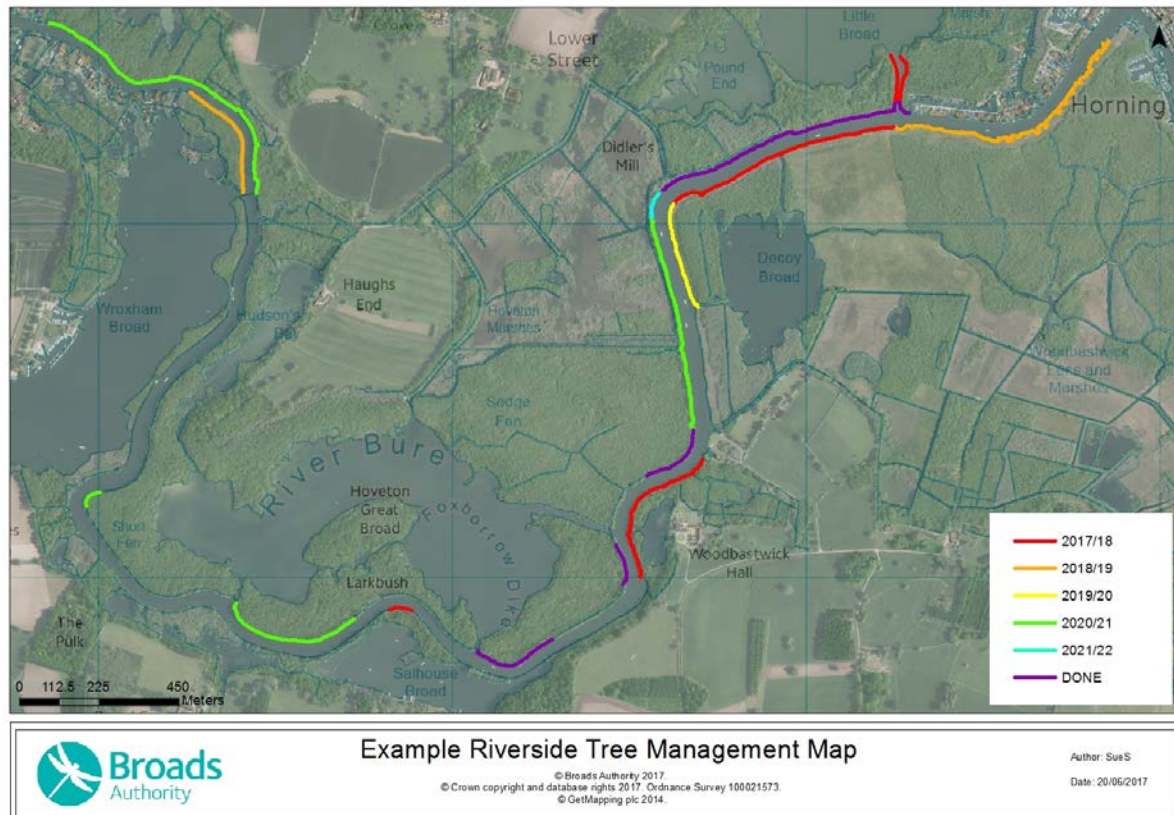 Lower
Street
Little
Broad
Marsh
Pound
End
Horning
Didler's
Mill
Decoy
Broad
Haughs
End
Hudson's
Wroxham
Broad
Hoveton
Marshes
Woodbastwick
Fens and
Marshes
Sedge
Fen
River Bure
Hoveton
Great
Broad
Foxborrow Dike
Short
Fen
Woodbastwick
Hall
Larkbush
The
Pulk
Salhouse
Broad
0 112.5 225 450
Meters
2017/18
2018/19
2019/20
2020/21
2021/22
DONE
Broads
Authority
Example Riverside Tree Management Map
© Broads Authority 2017.
© Crown copyright and database rights 2017. Ordnance Survey 100021573.
© GetMapping plc 2014.
Author: SueS
Date: 20/06/2017